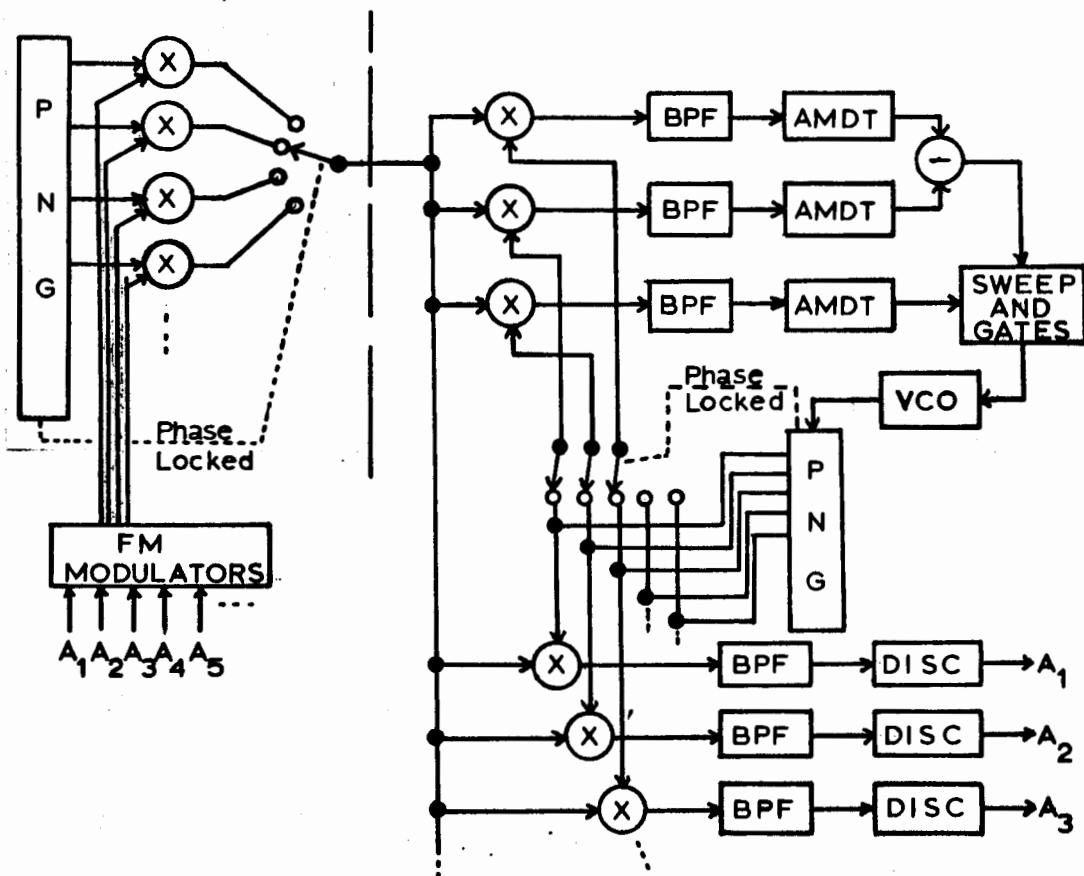 P
N
G
X
X
X
X
Phase
Locked
FM
MODULATORS
A1 A2 A3 A4 A5
X
BPF
AMDT
−
X
BPF
AMDT
X
BPF
AMDT
SWEEP
AND
GATES
VCO
Phase
Locked
P
N
G
X
BPF
DISC
A1
X
BPF
DISC
A2
X
BPF
DISC
A3